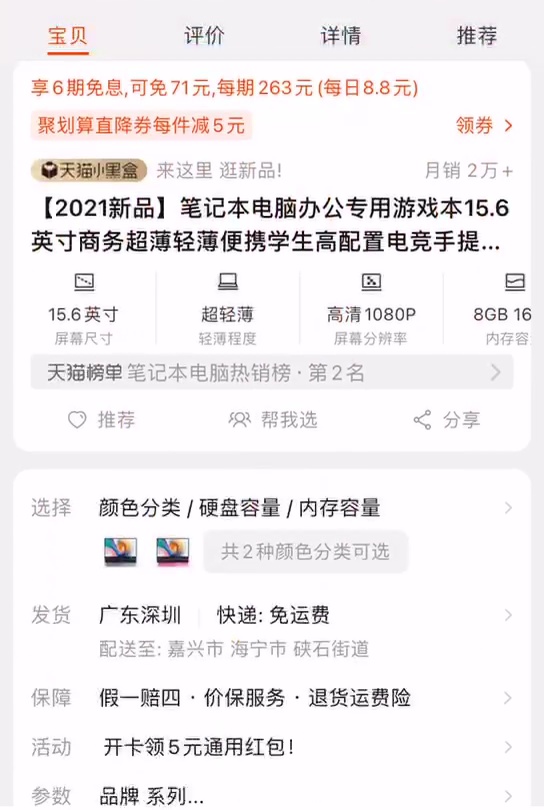 宝贝 评价 详情 推荐
享6期免息,可免71元,每期263元(每日8.8元)
聚划算直降券每件减5元 领券
天猫小黑盒 来这里 逛新品! 月销 2万+
【2021新品】笔记本电脑办公专用游戏本15.6
英寸商务超薄轻薄便携学生高配置电竞手提...
15.6英寸 超轻薄 高清1080P 8GB 16
屏幕尺寸 轻薄程度 屏幕分辨率 内存容
天猫榜单 笔记本电脑热销榜 · 第2名
推荐 帮我选 分享
选择 颜色分类 / 硬盘容量 / 内存容量
共2种颜色分类可选
发货 广东深圳 快递: 免运费
配送至: 嘉兴市 海宁市 硖石街道
保障 假一赔四 · 价保服务 · 退货运费险
活动 开卡领5元通用红包!
参数 品牌 系列...